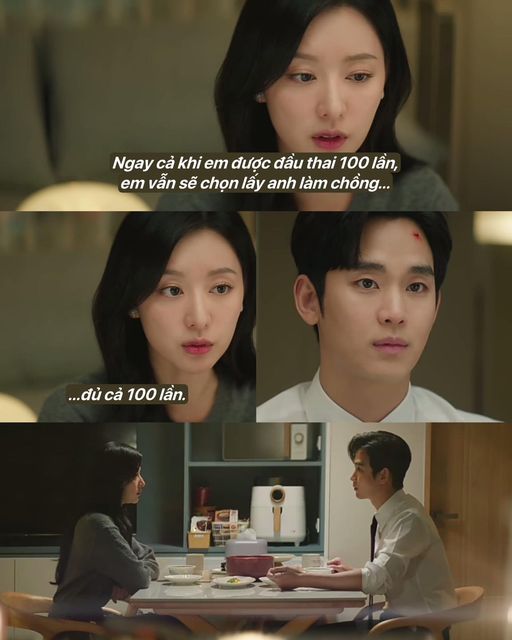 Ngay cả khi em được đầu thai 100 lần,
em vẫn sẽ chọn lấy anh làm chồng...
...đủ cả 100 lần.